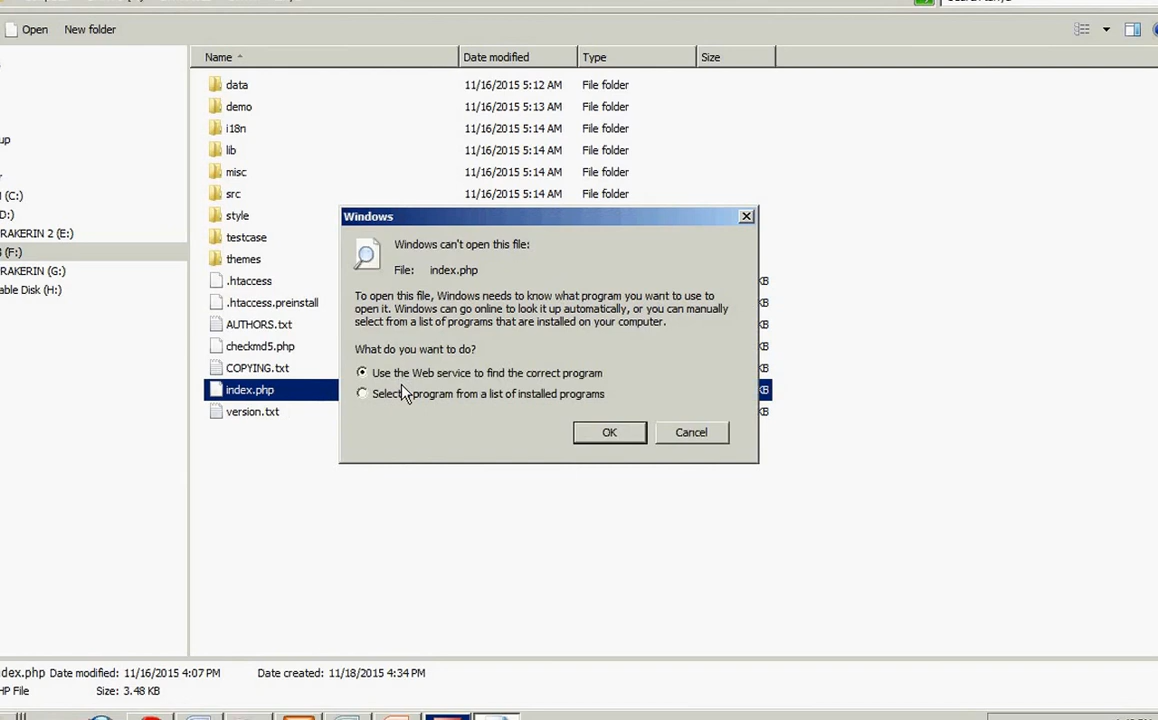 Open New folder
Name Date modified Type Size
data 11/16/2015 5:12 AM File folder
demo 11/16/2015 5:13 AM File folder
i18n 11/16/2015 5:14 AM File folder
lib 11/16/2015 5:14 AM File folder
misc 11/16/2015 5:14 AM File folder
src 11/16/2015 5:14 AM File folder
style
testcase
themes
.htaccess
.htaccess.preinstall
AUTHORS.txt
checkmd5.php
COPYING.txt
index.php
version.txt
(C:)
D:)
RAKERIN 2 (E:)
(F:)
RAKERIN (G:)
able Disk (H:)
Windows
Windows can't open this file:
File: index.php
To open this file, Windows needs to know what program you want to use to
open it. Windows can go online to look it up automatically, or you can manually
select from a list of programs that are installed on your computer.
What do you want to do?
Use the Web service to find the correct program
Select program from a list of installed programs
OK Cancel
dex.php Date modified: 11/16/2015 4:07 PM Date created: 11/18/2015 4:34 PM
HP File Size: 3.48 KB